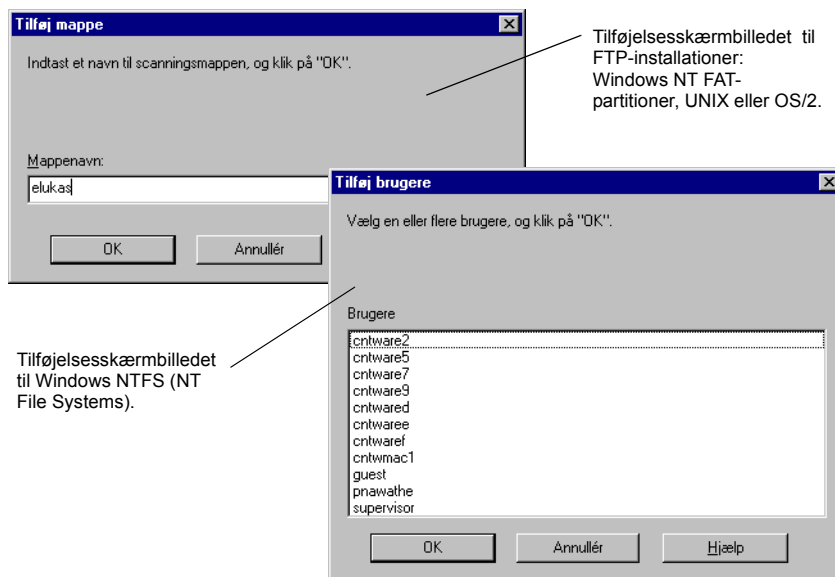 Tilføj mappe
Indtast et navn til scanningsmappen, og klik på "OK".
Mappenavn:
elukas
OK
Annullér
Tilføjelsesskærmbilledet til
FTP-installationer:
Windows NT FAT-
partitioner, UNIX eller OS/2.
Tilføj brugere
Vælg en eller flere brugere, og klik på "OK".
Brugere
cntware2
cntware5
cntware7
cntware9
cntwared
cntwaree
cntwaref
cntwmac1
guest
pnawathe
supervisor
OK
Annullér
Hjælp
Tilføjelsesskærmbilledet
til Windows NTFS (NT
File Systems).